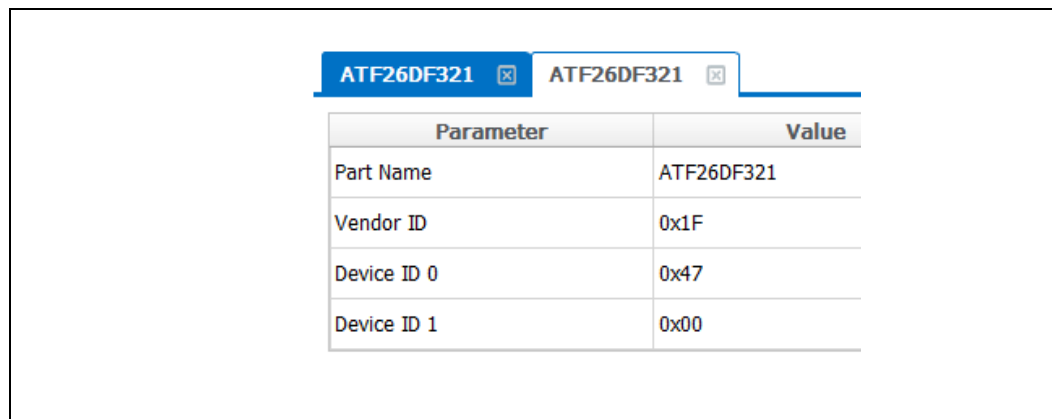 ATF26DF321 ATF26DF321
Parameter Value
Part Name ATF26DF321
Vendor ID 0x1F
Device ID 0 0x47
Device ID 1 0x00